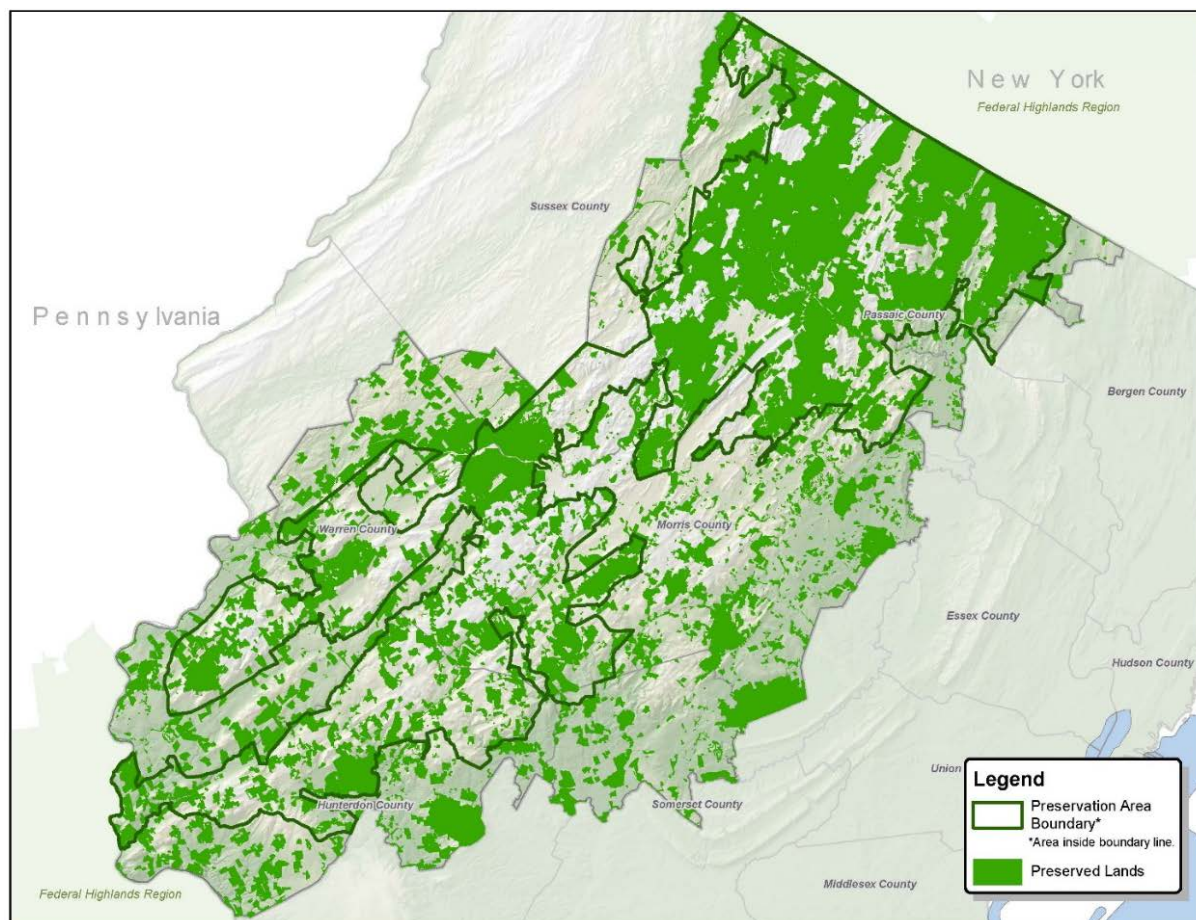 New York
Federal Highlands Region
Sussex County
Pennsylvania
Passaic County
Bergen County
Warren County
Morris County
Essex County
Hudson County
Union
Hunterdon County
Somerset County
Middlesex County
Federal Highlands Region
Legend
Preservation Area
Boundary*
*Area inside boundary line.
Preserved Lands